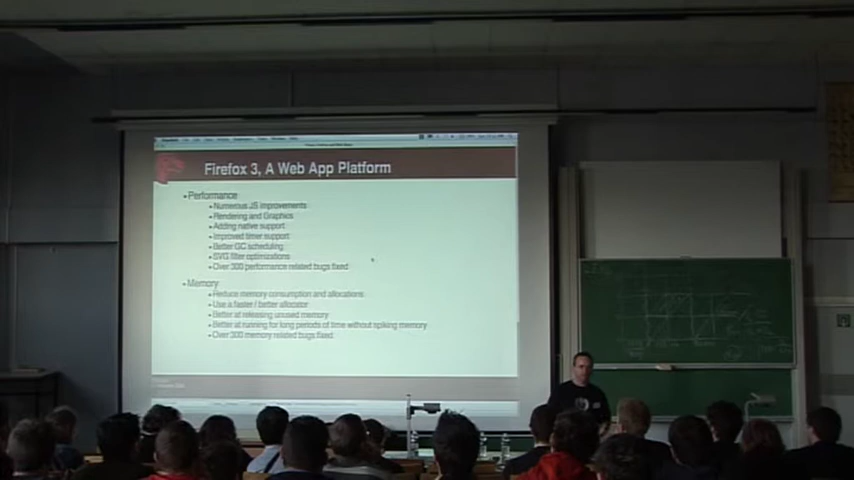 Firefox 3, A Web App Platform
Performance
Numerous JS improvements
Rendering and Graphics
Adding native support
Improved timer support
Better GC scheduling
SVG filter optimizations
Over 300 performance related bugs fixed
Memory
Reduce memory consumption and allocations
Use a faster / better allocator
Better at releasing unused memory
Better at running for long periods of time without spiking memory
Over 300 memory related bugs fixed